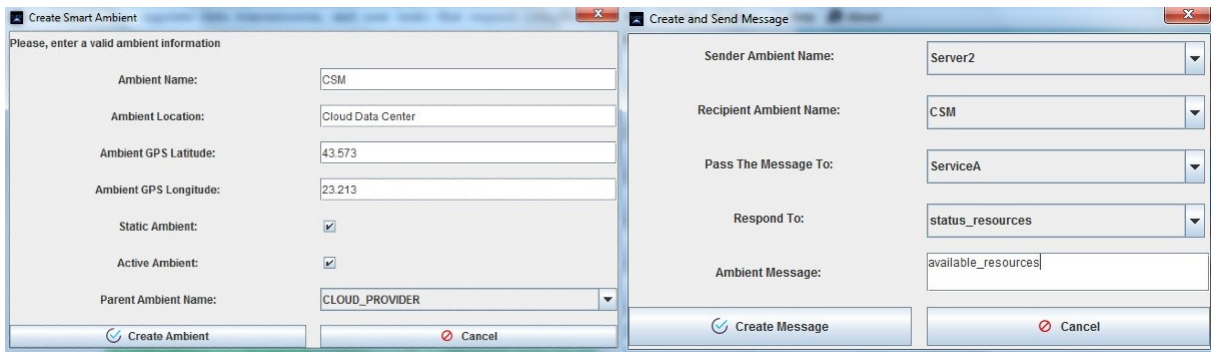 Create Smart Ambient
Please, enter a valid ambient information
Ambient Name: CSM
Ambient Location: Cloud Data Center
Ambient GPS Latitude: 43.573
Ambient GPS Longitude: 23.213
Static Ambient:
Active Ambient:
Parent Ambient Name: CLOUD_PROVIDER
Create Ambient Cancel
Create and Send Message
Sender Ambient Name: Server2
Recipient Ambient Name: CSM
Pass The Message To: ServiceA
Respond To: status_resources
Ambient Message: available_resources
Create Message Cancel